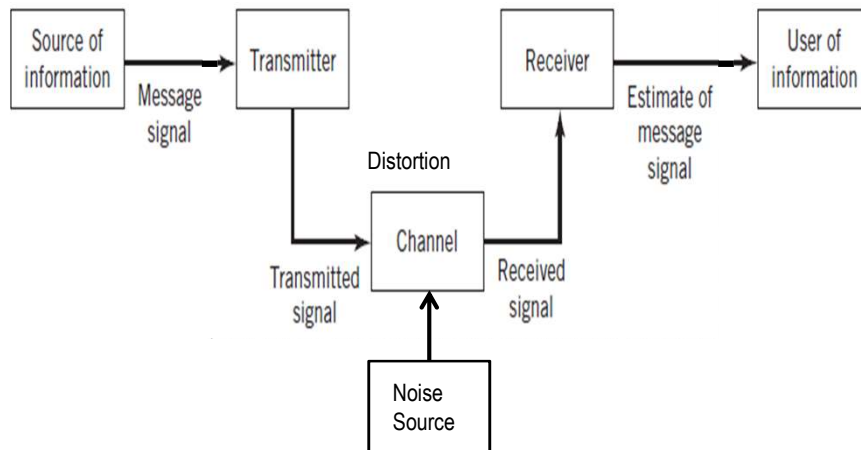 Source of
information
Message
signal
Transmitter
Receiver
Estimate of
message
signal
User of
information
Distortion
Channel
Transmitted
signal
Received
signal
Noise
Source